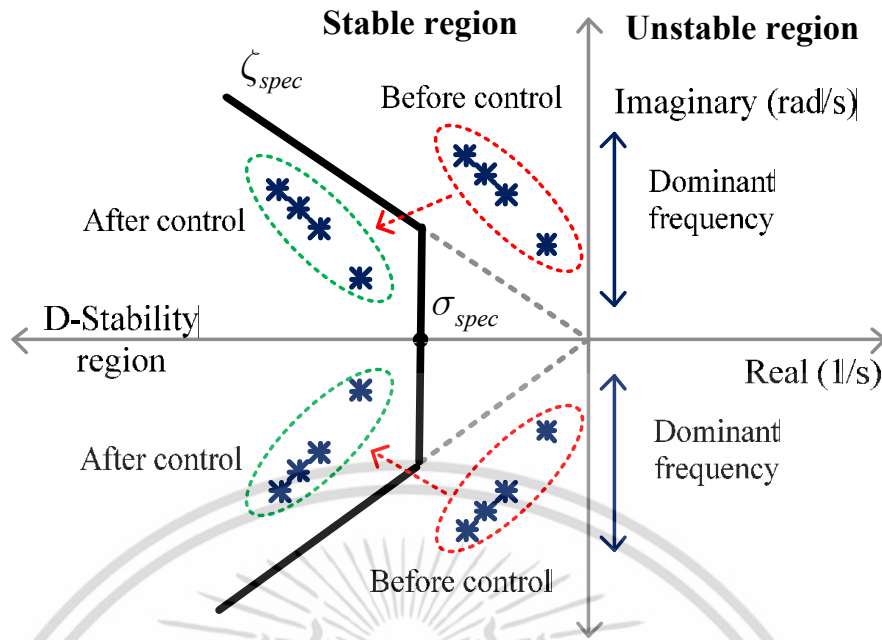 Stable region
Unstable region
ζspec
Before control
Imaginary (rad/s)
Dominant
frequency
After control
σspec
D-Stability
region
Real (1/s)
After control
Dominant
frequency
Before control